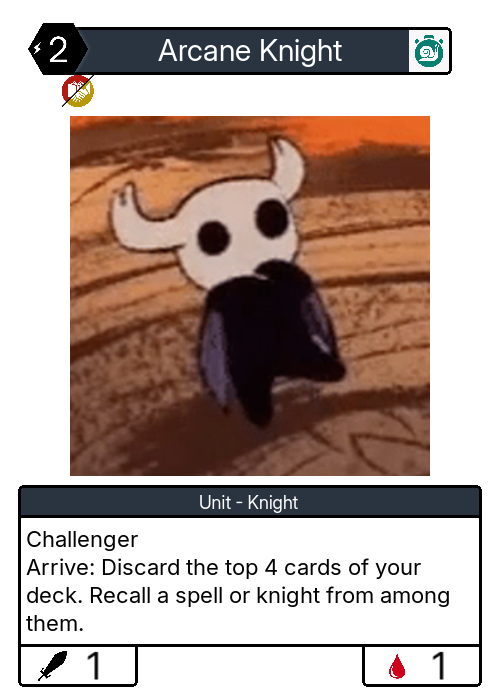 2 Arcane Knight
Unit - Knight
Challenger
Arrive: Discard the top 4 cards of your
deck. Recall a spell or knight from among
them.
1 1